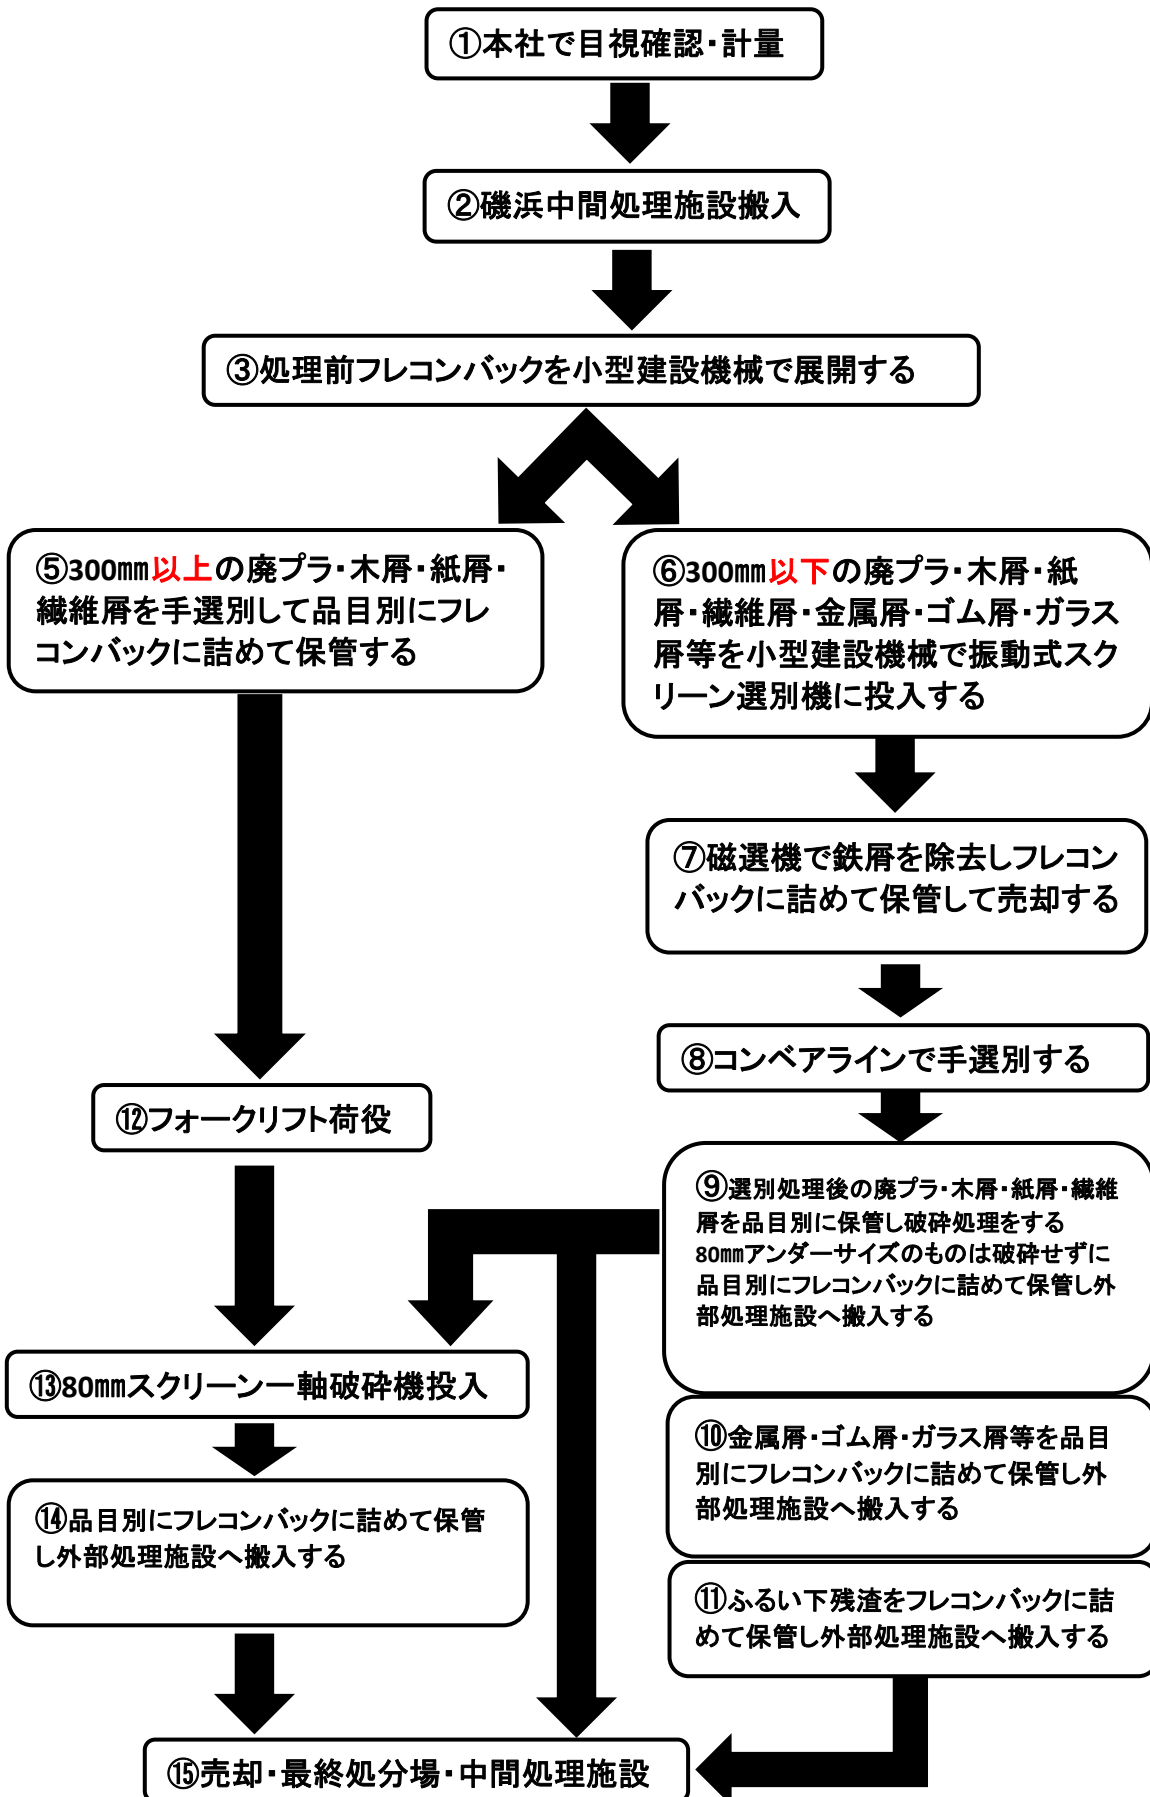 ①本社で目視確認・計量
②磯浜中間処理施設搬入
③処理前フレコンバックを小型建設機械で展開する
⑤300㎜以上の廃プラ・木屑・紙屑・
繊維屑を手選別して品目別にフレ
コンバックに詰めて保管する
⑥300㎜以下の廃プラ・木屑・紙
屑・繊維屑・金属屑・ゴム屑・ガラス
屑等を小型建設機械で振動式スク
リーン選別機に投入する
⑦磁選機で鉄屑を除去しフレコン
バックに詰めて保管して売却する
⑧コンベアラインで手選別する
⑫フォークリフト荷役
⑨選別処理後の廃プラ・木屑・紙屑・繊維
屑を品目別に保管し破砕処理をする
80㎜アンダーサイズのものは破砕せずに
品目別にフレコンバックに詰めて保管し外
部処理施設へ搬入する
⑬80㎜スクリーン一軸破砕機投入
⑩金属屑・ゴム屑・ガラス屑等を品目
別にフレコンバックに詰めて保管し外
部処理施設へ搬入する
⑭品目別にフレコンバックに詰めて保管
し外部処理施設へ搬入する
⑪ふるい下残渣をフレコンバックに詰
めて保管し外部処理施設へ搬入する
⑮売却・最終処分場・中間処理施設